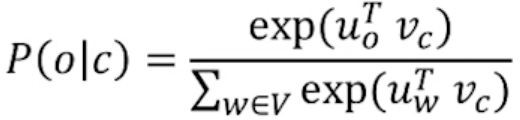 P(o|c) = exp(u_o^T v_c) / ∑_{w∈V} exp(u_w^T v_c)